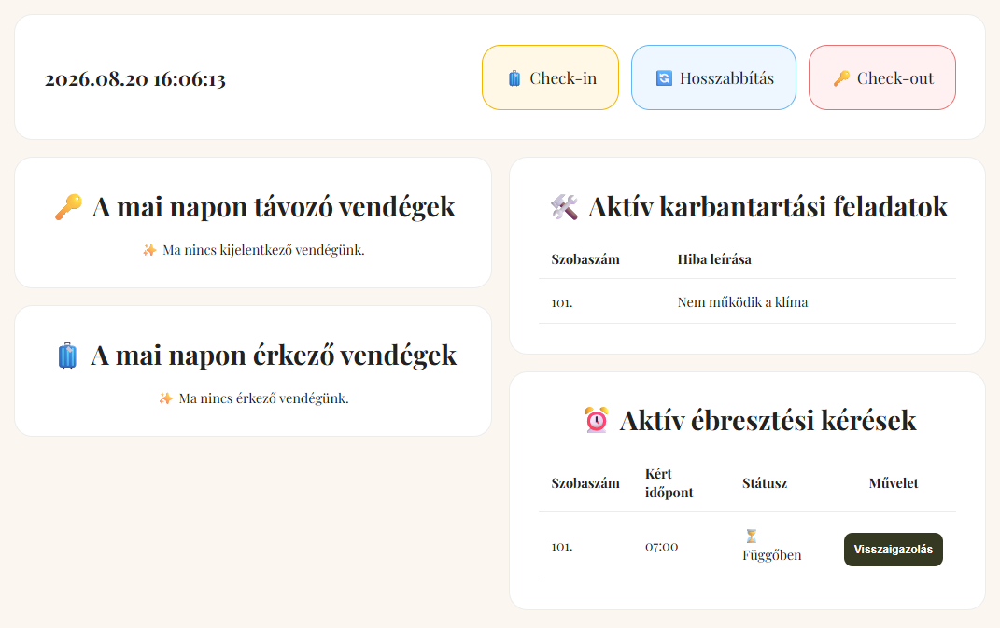 2026.08.20 16:06:13
Check-in
Hosszabbítás
Check-out
A mai napon távozó vendégek
Ma nincs kijelentkező vendégünk.
A mai napon érkező vendégek
Ma nincs érkező vendégünk.
Aktív karbantartási feladatok
Szobaszám Hiba leírása
101. Nem működik a klíma
Aktív ébresztési kérések
Szobaszám Kért időpont Státusz Művelet
101. 07:00 Függőben Visszaigazolás